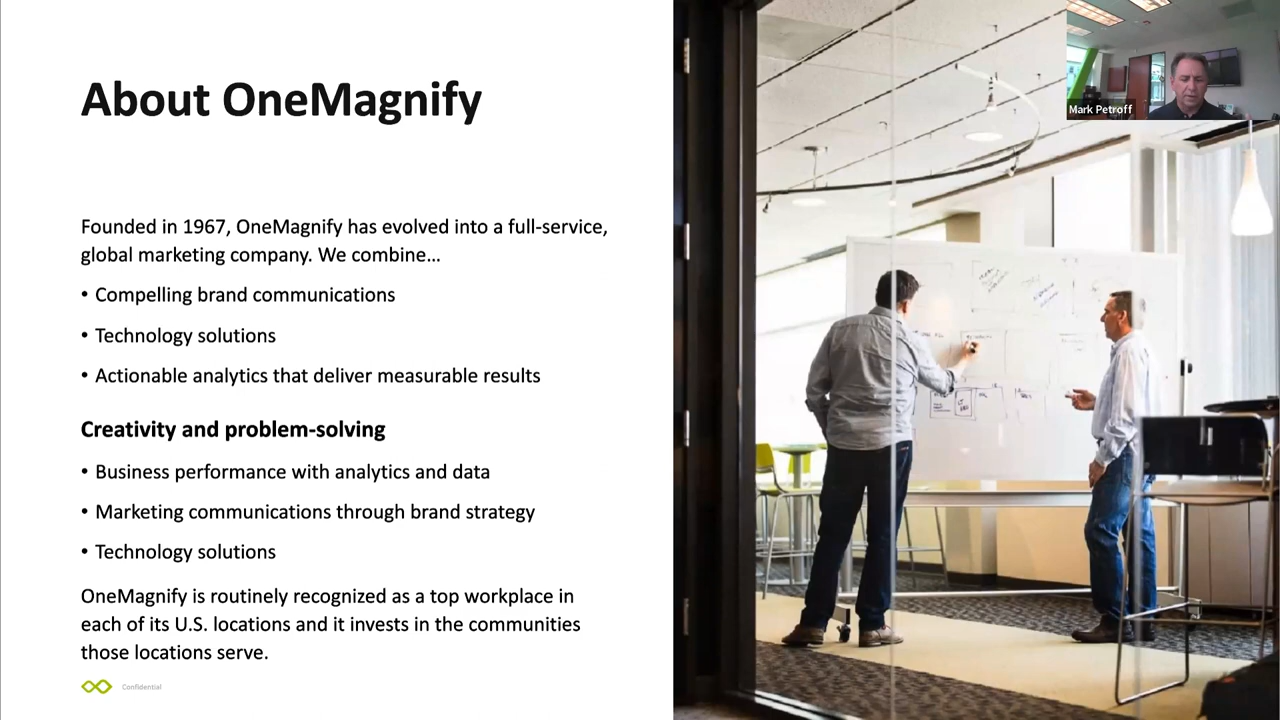 About OneMagnify
Mark Petroff
Founded in 1967, OneMagnify has evolved into a full-service,
global marketing company. We combine…
• Compelling brand communications
• Technology solutions
• Actionable analytics that deliver measurable results
Creativity and problem-solving
• Business performance with analytics and data
• Marketing communications through brand strategy
• Technology solutions
OneMagnify is routinely recognized as a top workplace in
each of its U.S. locations and it invests in the communities
those locations serve.
Confidential